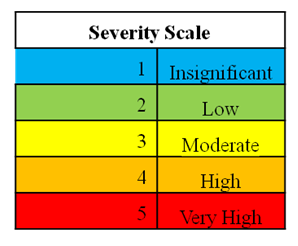 Severity Scale
1 Insignificant
2 Low
3 Moderate
4 High
5 Very High